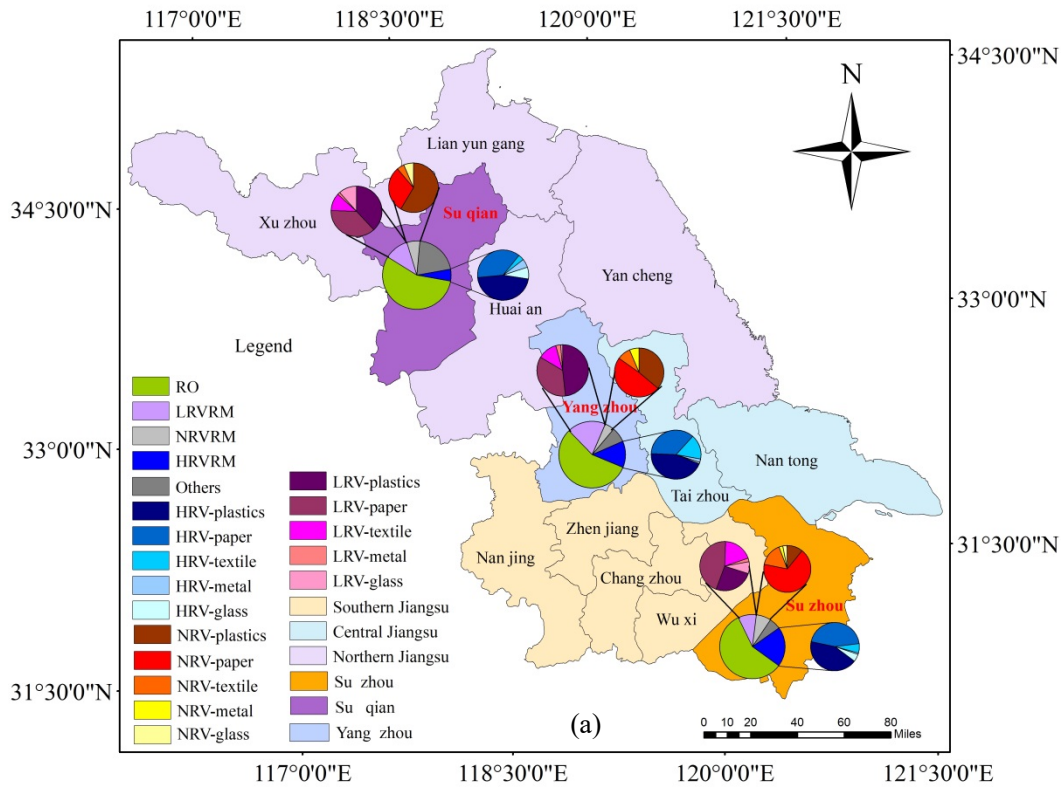 117°0'0"E 118°30'0"E 120°0'0"E 121°30'0"E
34°30'0"N
N
Lian yun gang
34°30'0"N
Xu zhou
Su qian
Yan cheng
33°0'0"N
Huai an
Legend
RO
LRVRM
NRVRM
HRVRM
Others
HRV-plastics
HRV-paper
HRV-textile
HRV-metal
HRV-glass
NRV-plastics
NRV-paper
NRV-textile
NRV-metal
NRV-glass
LRV-plastics
LRV-paper
LRV-textile
LRV-metal
LRV-glass
Southern Jiangsu
Central Jiangsu
Northern Jiangsu
Su zhou
Su qian
Yang zhou
Yang zhou
33°0'0"N
Nan tong
Tai zhou
Zhen jiang
31°30'0"N
Nan jing
Chang zhou
Su zhou
Wu xi
31°30'0"N
(a)
0 5 10 20 40 60 80
Miles
117°0'0"E 118°30'0"E 120°0'0"E 121°30'0"E